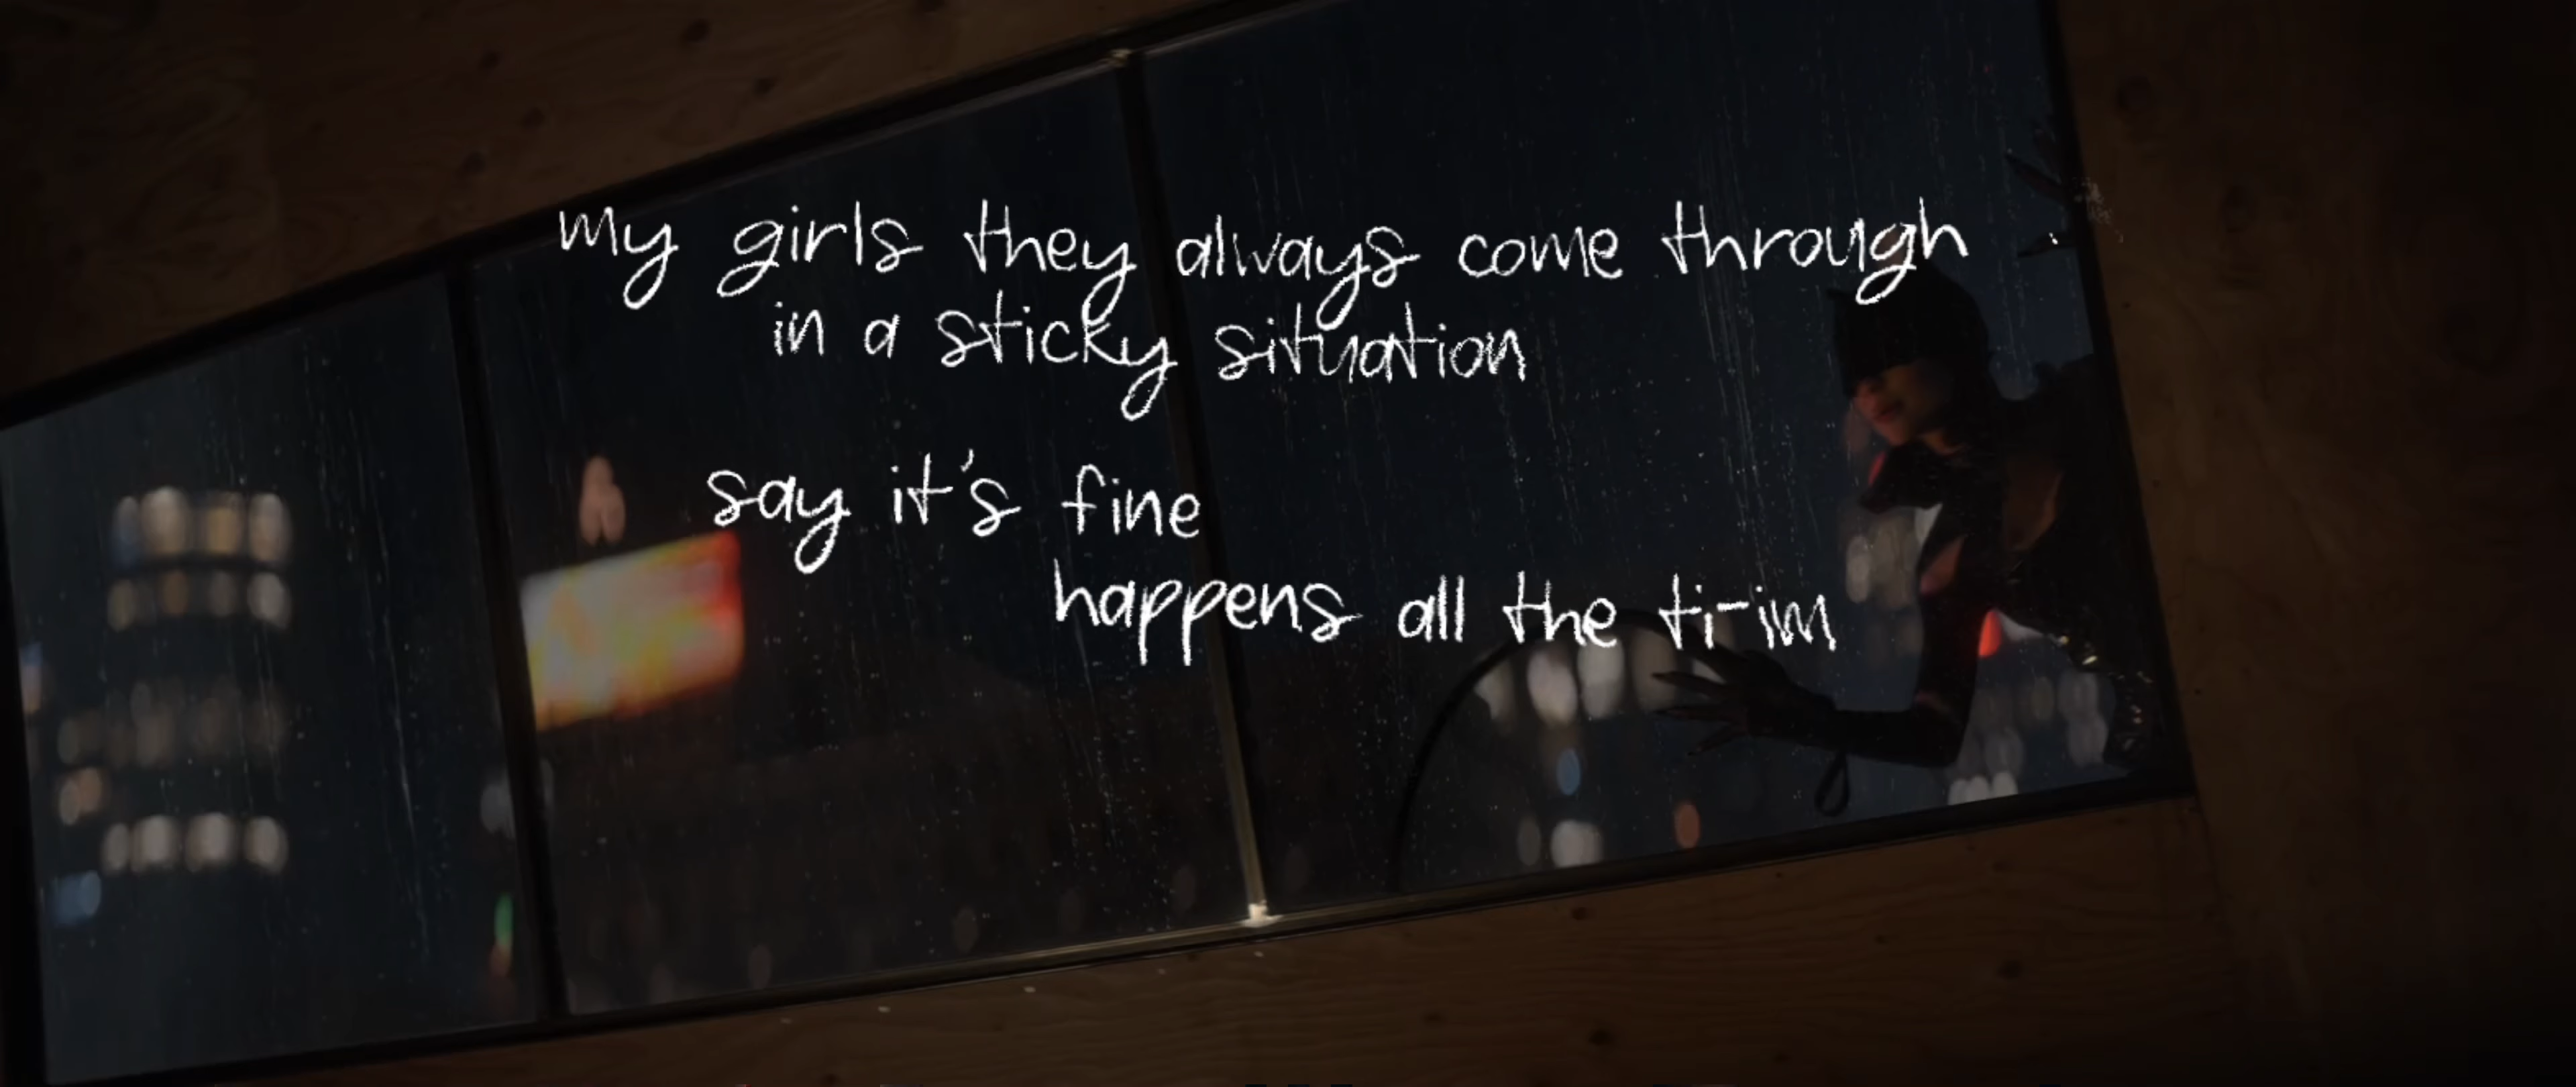 my girls they always come through
in a sticky situation
say it's fine
happens all the ti-im